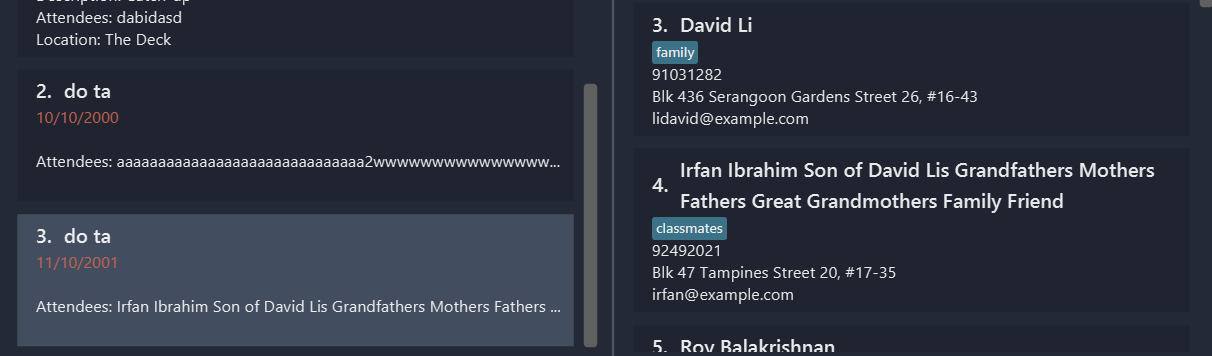 Attendees: dabidasd
Location: The Deck
2. do ta
10/10/2000
Attendees: aaaaaaaaaaaaaaaaaaaaaaaaaaaaaa2wwwwwwwwwwwwwww...
3. do ta
11/10/2001
Attendees: Irfan Ibrahim Son of David Lis Grandfathers Mothers Fathers ...
3. David Li
family
91031282
Blk 436 Serangoon Gardens Street 26, #16-43
lidavid@example.com
4. Irfan Ibrahim Son of David Lis Grandfathers Mothers
Fathers Great Grandmothers Family Friend
classmates
92492021
Blk 47 Tampines Street 20, #17-35
irfan@example.com
5. Roy Balakrishnan